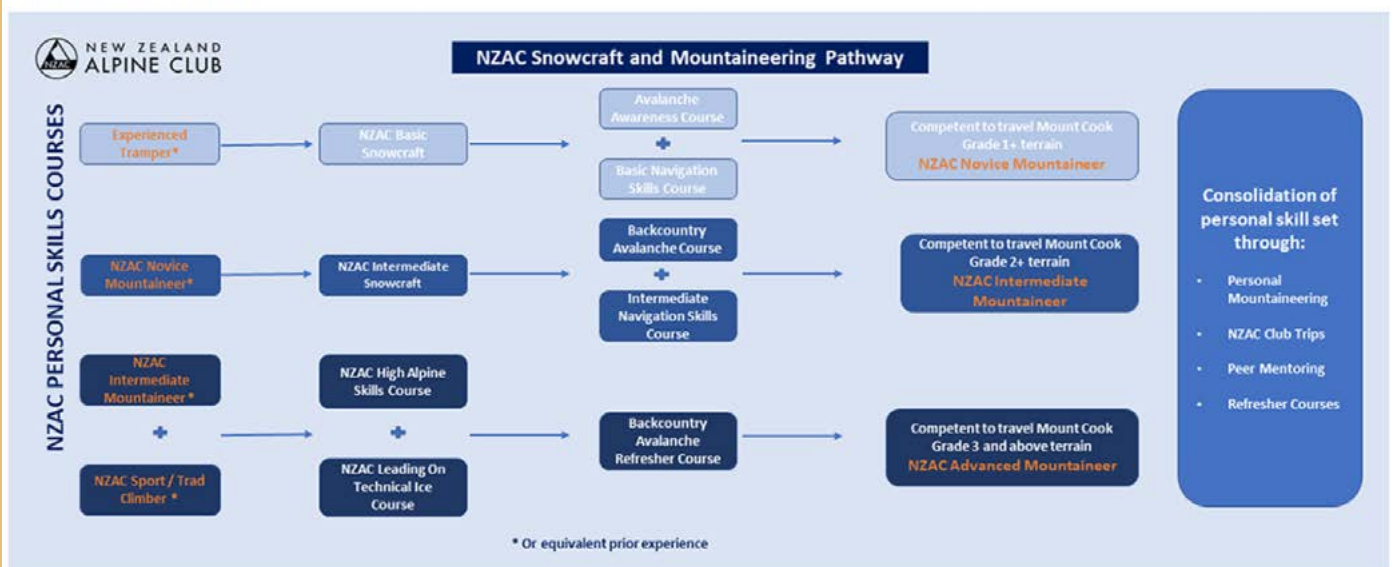 NEW ZEALAND
ALPINE CLUB
NZAC
NZAC Snowcraft and Mountaineering Pathway
NZAC PERSONAL SKILLS COURSES
Experienced
Tramper*
NZAC Basic
Snowcraft
Avalanche
Awareness Course
+
Basic Navigation
Skills Course
Competent to travel Mount Cook
Grade 1+ terrain
NZAC Novice Mountaineer
NZAC Novice
Mountaineer*
NZAC Intermediate
Snowcraft
Backcountry
Avalanche Course
+
Intermediate
Navigation Skills
Course
Competent to travel Mount Cook
Grade 2+ terrain
NZAC Intermediate
Mountaineer
NZAC
Intermediate
Mountaineer *
+
NZAC Sport / Trad
Climber *
NZAC High Alpine
Skills Course
+
NZAC Leading On
Technical Ice
Course
Backcountry
Avalanche
Refresher Course
Competent to travel Mount Cook
Grade 3 and above terrain
NZAC Advanced Mountaineer
Consolidation of
personal skill set
through:
• Personal
Mountaineering
• NZAC Club Trips
• Peer Mentoring
• Refresher Courses
* Or equivalent prior experience